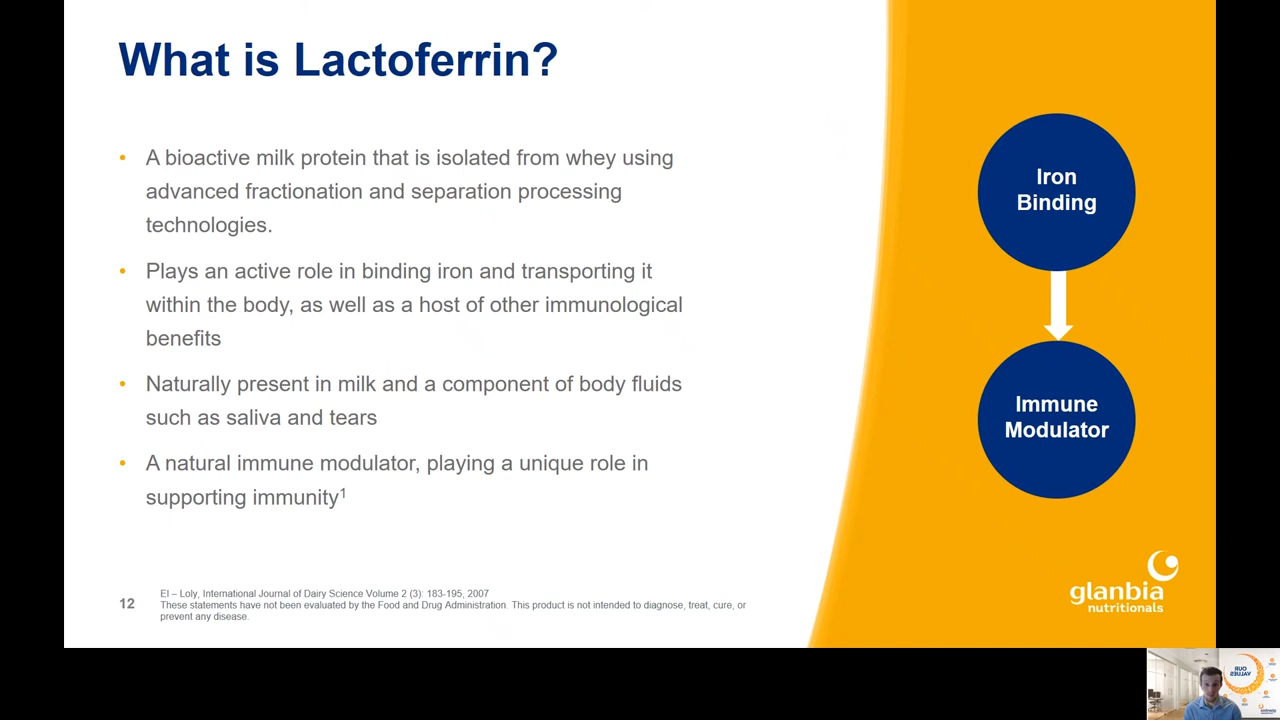 What is Lactoferrin?
• A bioactive milk protein that is isolated from whey using
advanced fractionation and separation processing
technologies.
• Plays an active role in binding iron and transporting it
within the body, as well as a host of other immunological
benefits
• Naturally present in milk and a component of body fluids
such as saliva and tears
• A natural immune modulator, playing a unique role in
supporting immunity1
Iron
Binding
Immune
Modulator
glanbia
nutritionals
12
El – Loly, International Journal of Dairy Science Volume 2 (3): 183-195, 2007
These statements have not been evaluated by the Food and Drug Administration. This product is not intended to diagnose, treat, cure, or
prevent any disease.
OUR
VALUES